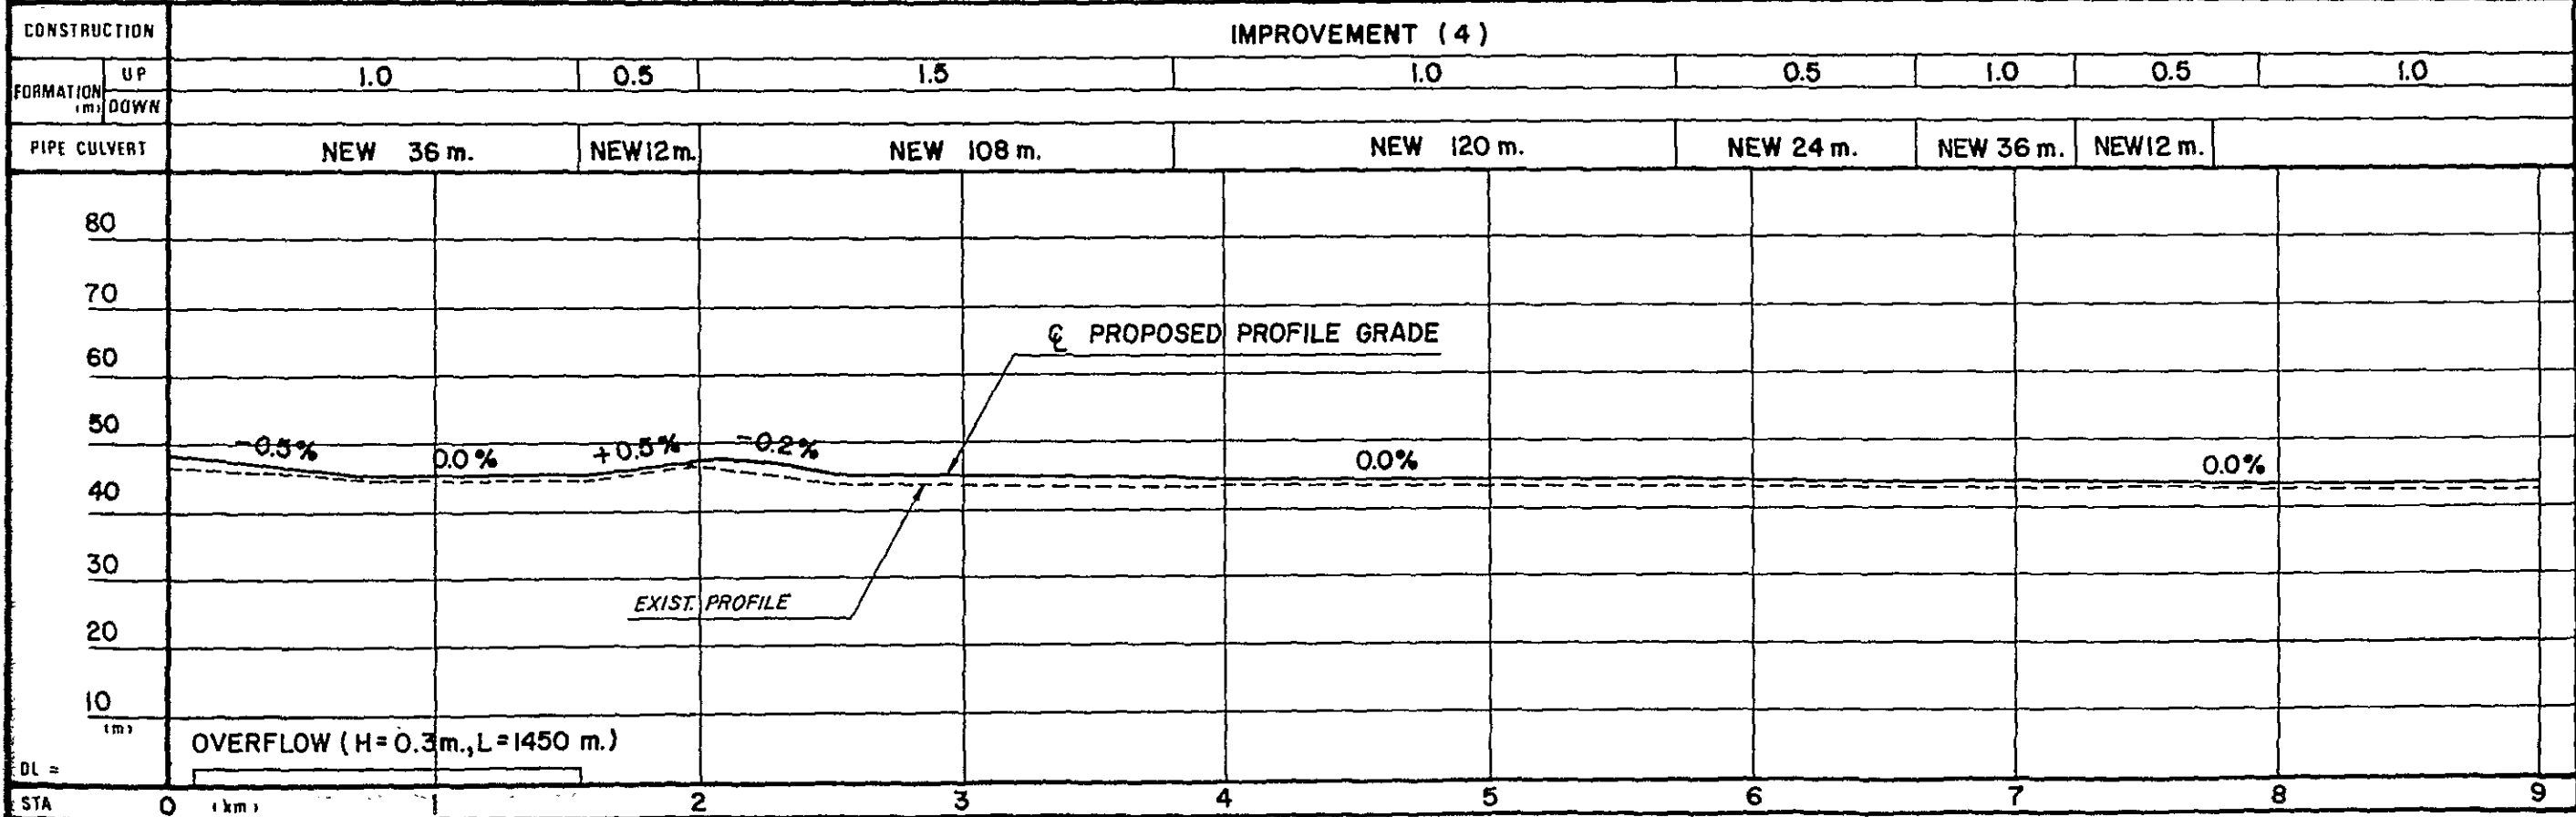 CONSTRUCTION IMPROVEMENT (4)
FORMATION (m) UP 1.0 0.5 1.5 1.0 0.5 1.0 0.5 1.0
DOWN
PIPE CULVERT NEW 36 m. NEW 12 m. NEW 108 m. NEW 120 m. NEW 24 m. NEW 36 m. NEW 12 m.
80
70
℄ PROPOSED PROFILE GRADE
60
50
-0.5% 0.0% +0.5% -0.2% 0.0% 0.0%
40
30
EXIST. PROFILE
20
10
(m)
OVERFLOW (H=0.3m., L=1450 m.)
DL =
STA 0 (km) 1 2 3 4 5 6 7 8 9